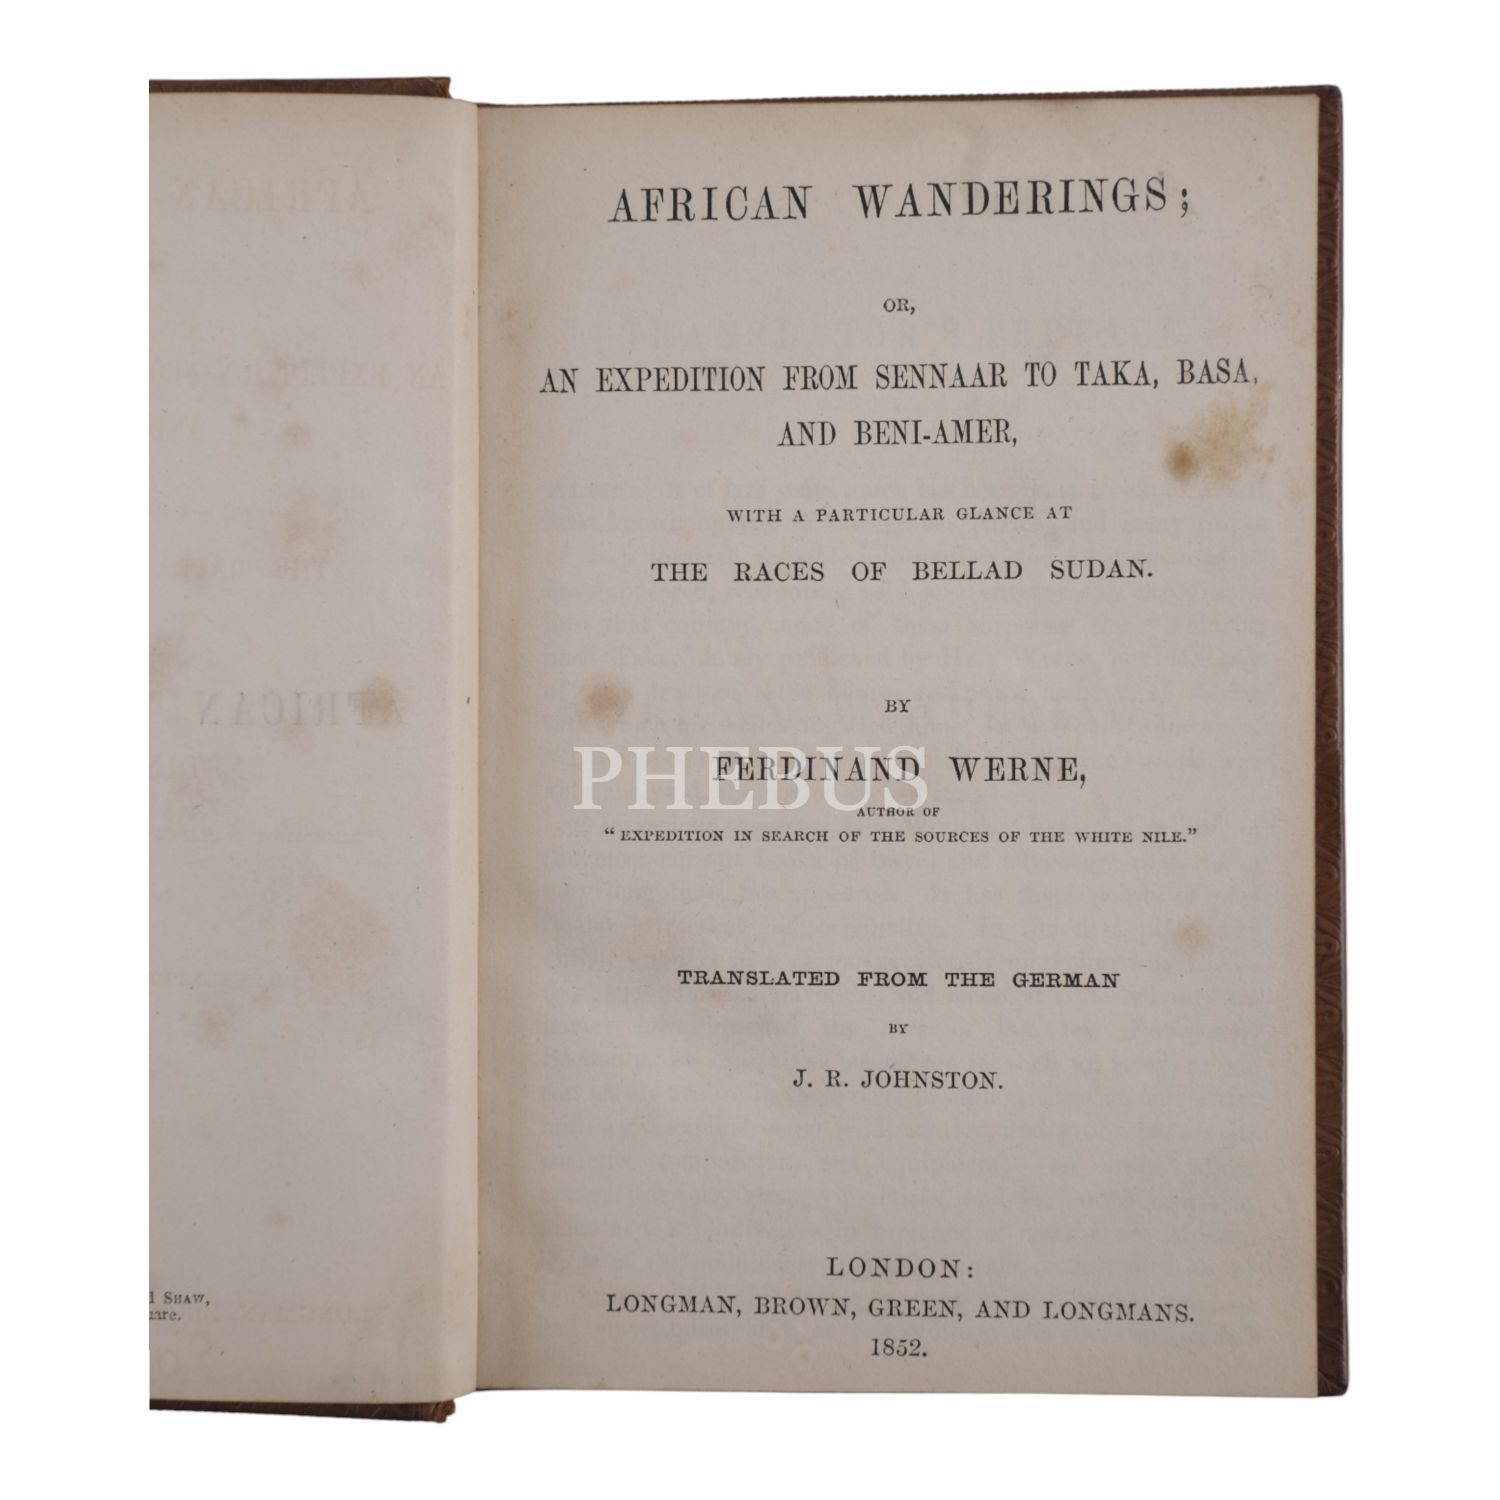 AFRICAN WANDERINGS;
OR,
AN EXPEDITION FROM SENNAAR TO TAKA, BASA,
AND BENI-AMER,
WITH A PARTICULAR GLANCE AT
THE RACES OF BELLAD SUDAN.
BY
FERDINAND WERNE,
PHEBUS
AUTHOR OF
"EXPEDITION IN SEARCH OF THE SOURCES OF THE WHITE NILE."
TRANSLATED FROM THE GERMAN
BY
J. R. JOHNSTON.
LONDON:
LONGMAN, BROWN, GREEN, AND LONGMANS.
1852.
SHAW,